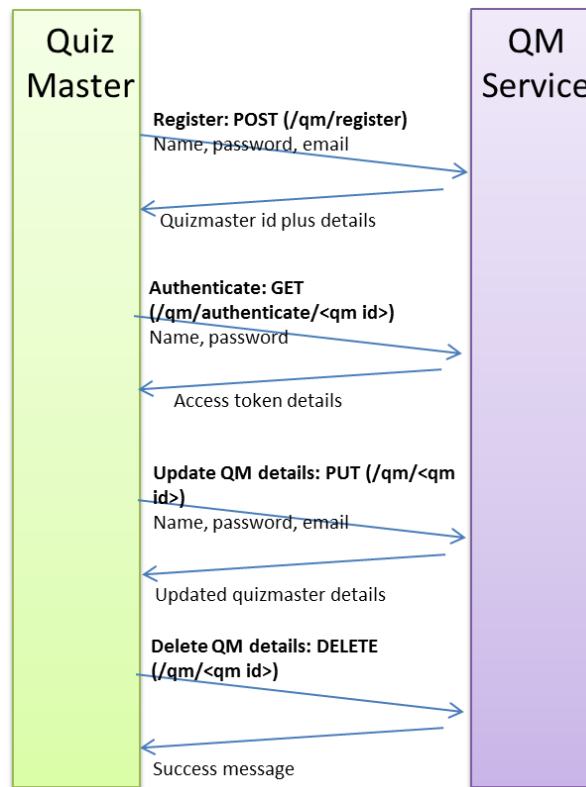 Quiz
Master
QM
Service
Register: POST (/qm/register)
Name, password, email
Quizmaster id plus details
Authenticate: GET
(/qm/authenticate/<qm id>)
Name, password
Access token details
Update QM details: PUT (/qm/<qm
id>)
Name, password, email
Updated quizmaster details
Delete QM details: DELETE
(/qm/<qm id>)
Success message